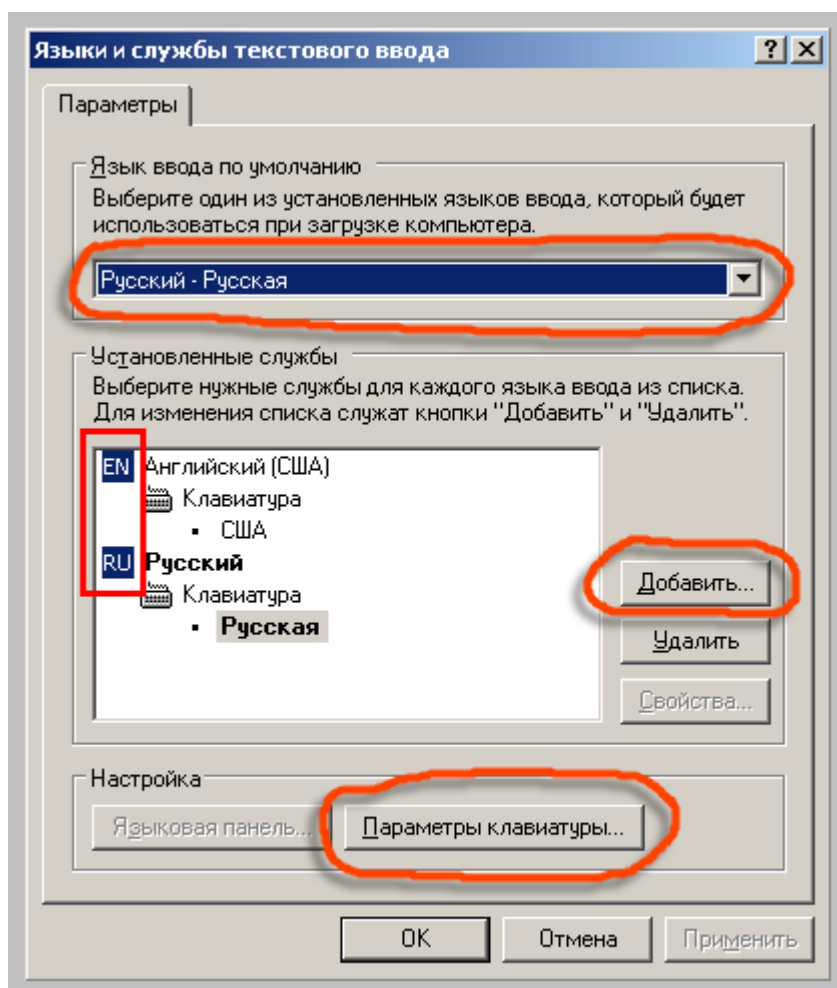 Языки и службы текстового ввода
Параметры
Язык ввода по умолчанию
Выберите один из установленных языков ввода, который будет
использоваться при загрузке компьютера.
Русский - Русская
Установленные службы
Выберите нужные службы для каждого языка ввода из списка.
Для изменения списка служат кнопки "Добавить" и "Удалить".
EN Английский (США)
Клавиатура
• США
RU Русский
Клавиатура
• Русская
Добавить...
Удалить
Свойства...
Настройка
Языковая панель... Параметры клавиатуры...
OK Отмена Применить